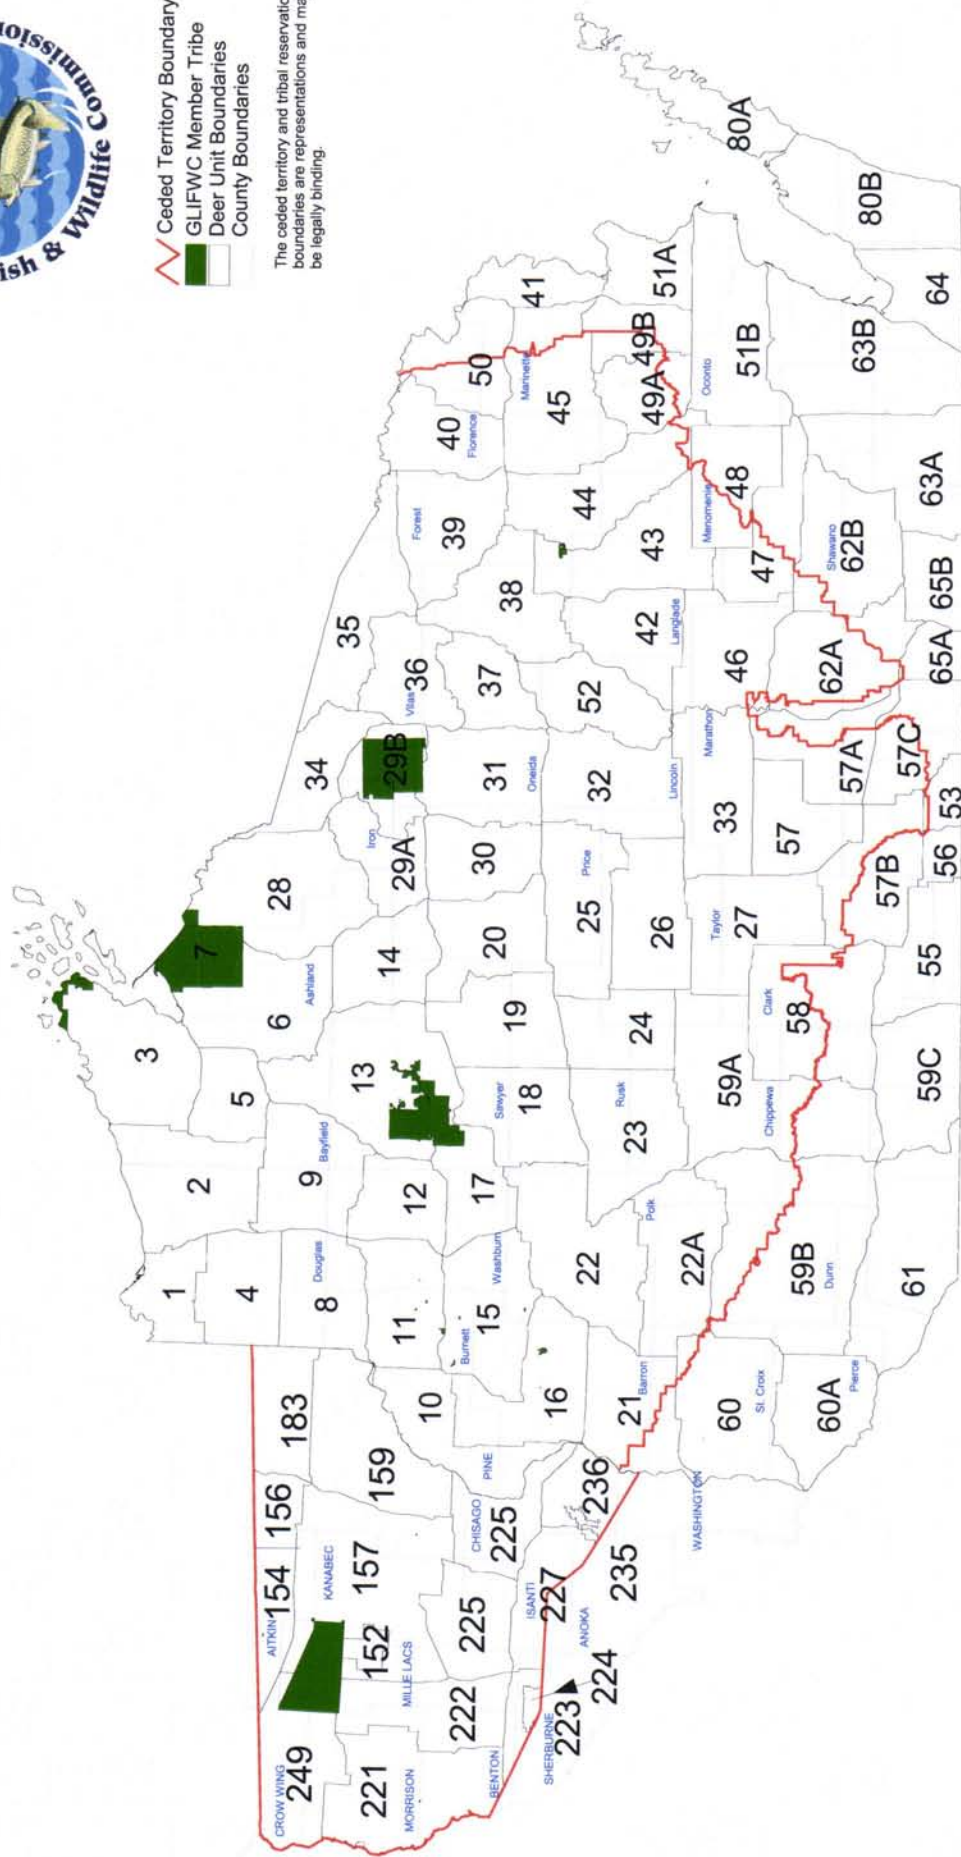 ish & Wildlife Commission
Ceded Territory Boundary
GLIFWC Member Tribe
Deer Unit Boundaries
County Boundaries
The ceded territory and tribal reservatio
boundaries are representations and ma
be legally binding.
CROW WING
249
AITKIN
154
156
183
221
MORRISON
152
MILLE LACS
KANABEC
157
159
222
BENTON
225
CHISAGO
225
PINE
SHERBURNE
223
224
ISANTI
227
ANOKA
235
236
WASHINGTON
1
2
3
4
5
6
7
8
Douglas
9
Bayfield
Ashland
28
10
11
12
13
14
29A
Iron
29B
34
35
Vilas
36
Burnett
15
Washburn
17
Sawyer
18
19
20
30
31
Oneida
37
38
39
Forest
40
Florence
50
41
Marinette
16
22
23
Rusk
24
25
Price
26
32
52
42
Langlade
43
44
45
49A
49B
51A
21
Barron
22A
Polk
59A
Chippewa
Clark
58
Taylor
27
33
Lincoln
Marathon
46
47
Menomenie
48
Oconto
51B
80A
60
St. Croix
60A
Pierce
59B
Dunn
57
57A
57B
57C
62A
Shawano
62B
63B
80B
61
59C
55
56
53
65A
65B
63A
64